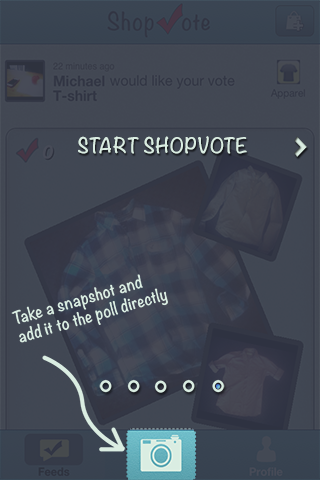 Shop ote
22 minutes ago
Michael would like your vote
T-shirt
Apparel
0
START SHOPVOTE
Take a snapshot and
add it to the poll directly
Feeds
Profile